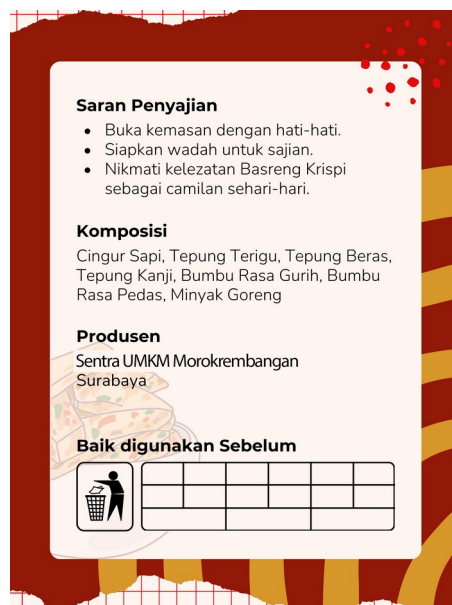 Saran Penyajian
• Buka kemasan dengan hati-hati.
• Siapkan wadah untuk sajian.
• Nikmati kelezatan Basreng Krispi
sebagai camilan sehari-hari.
Komposisi
Cingur Sapi, Tepung Terigu, Tepung Beras,
Tepung Kanji, Bumbu Rasa Gurih, Bumbu
Rasa Pedas, Minyak Goreng
Produsen
Sentra UMKM Morokrembangan
Surabaya
Baik digunakan Sebelum